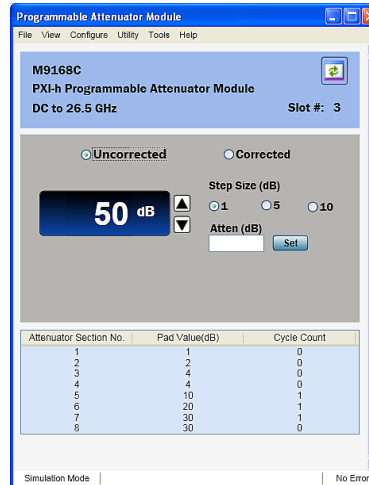 Programmable Attenuator Module
File View Configure Utility Tools Help
M9168C
PXI-h Programmable Attenuator Module
DC to 26.5 GHz Slot #: 3
Uncorrected Corrected
Step Size (dB)
50 dB
1 5 10
Atten (dB)
Set
Attenuator Section No. Pad Value(dB) Cycle Count
1 1 0
2 2 0
3 4 0
4 4 0
5 10 1
6 20 1
7 30 1
8 30 0
Simulation Mode No Error